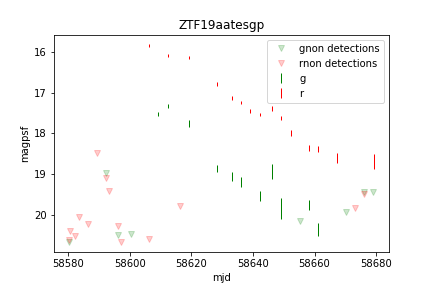 ZTF19aatesgp
gnon detections
rnon detections
g
r
magpsf
16
17
18
19
20
58580 58600 58620 58640 58660 58680
mjd